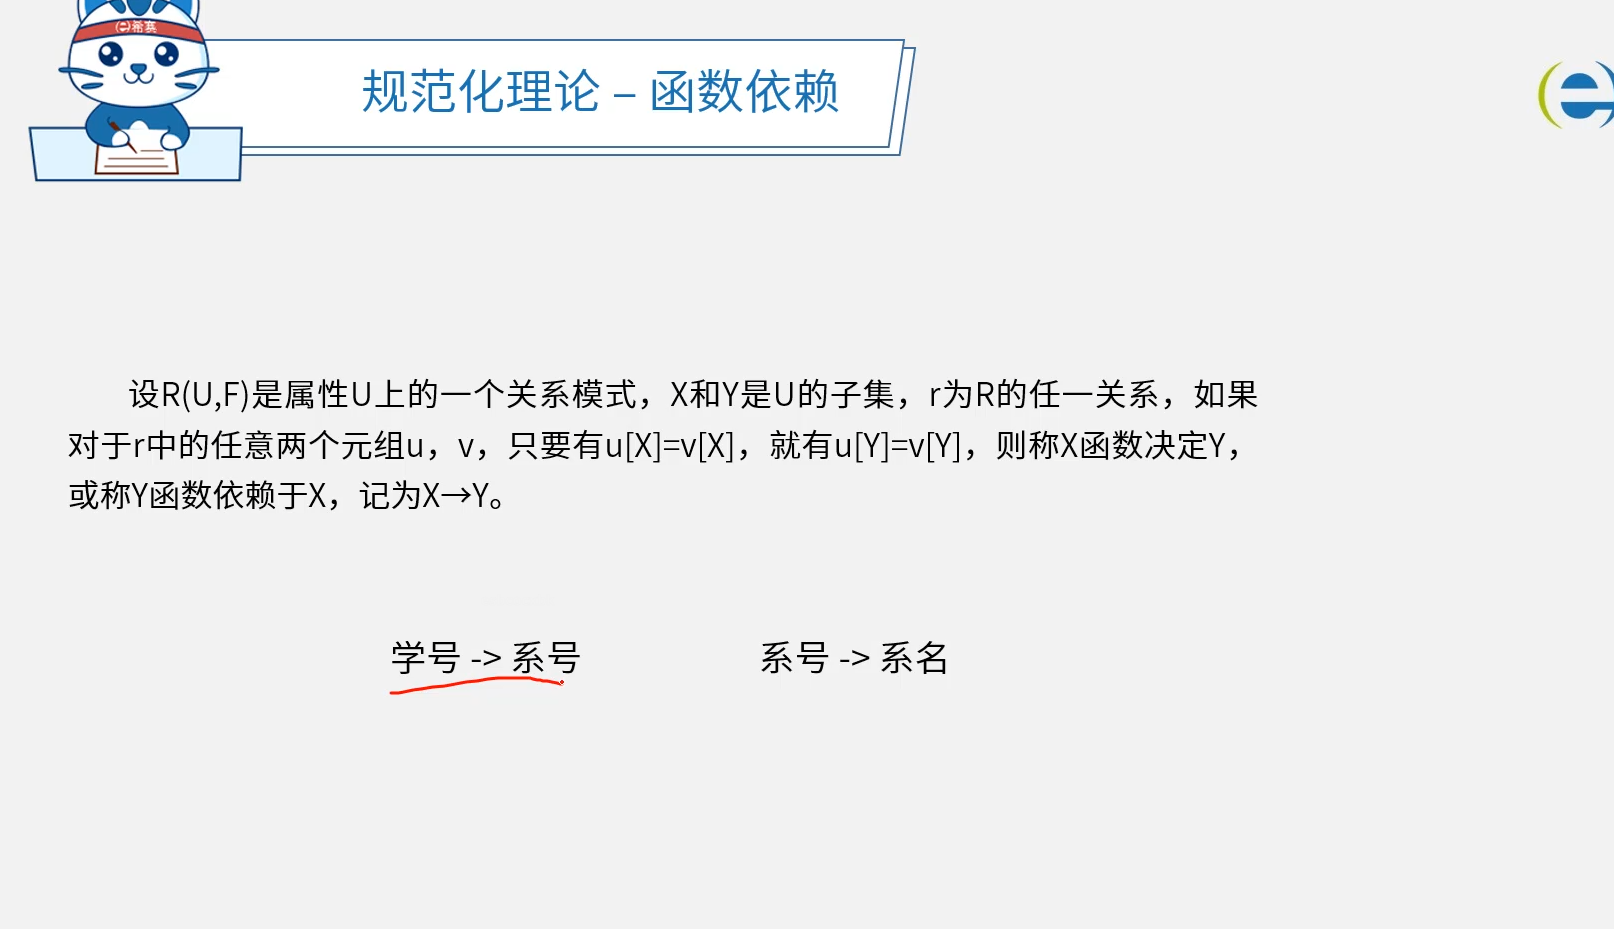 希赛
规范化理论 – 函数依赖
设R(U,F)是属性U上的一个关系模式，X和Y是U的子集，r为R的任一关系，如果
对于r中的任意两个元组u，v，只要有u[X]=v[X]，就有u[Y]=v[Y]，则称X函数决定Y，
或称Y函数依赖于X，记为X→Y。
学号 -> 系号 系号 -> 系名